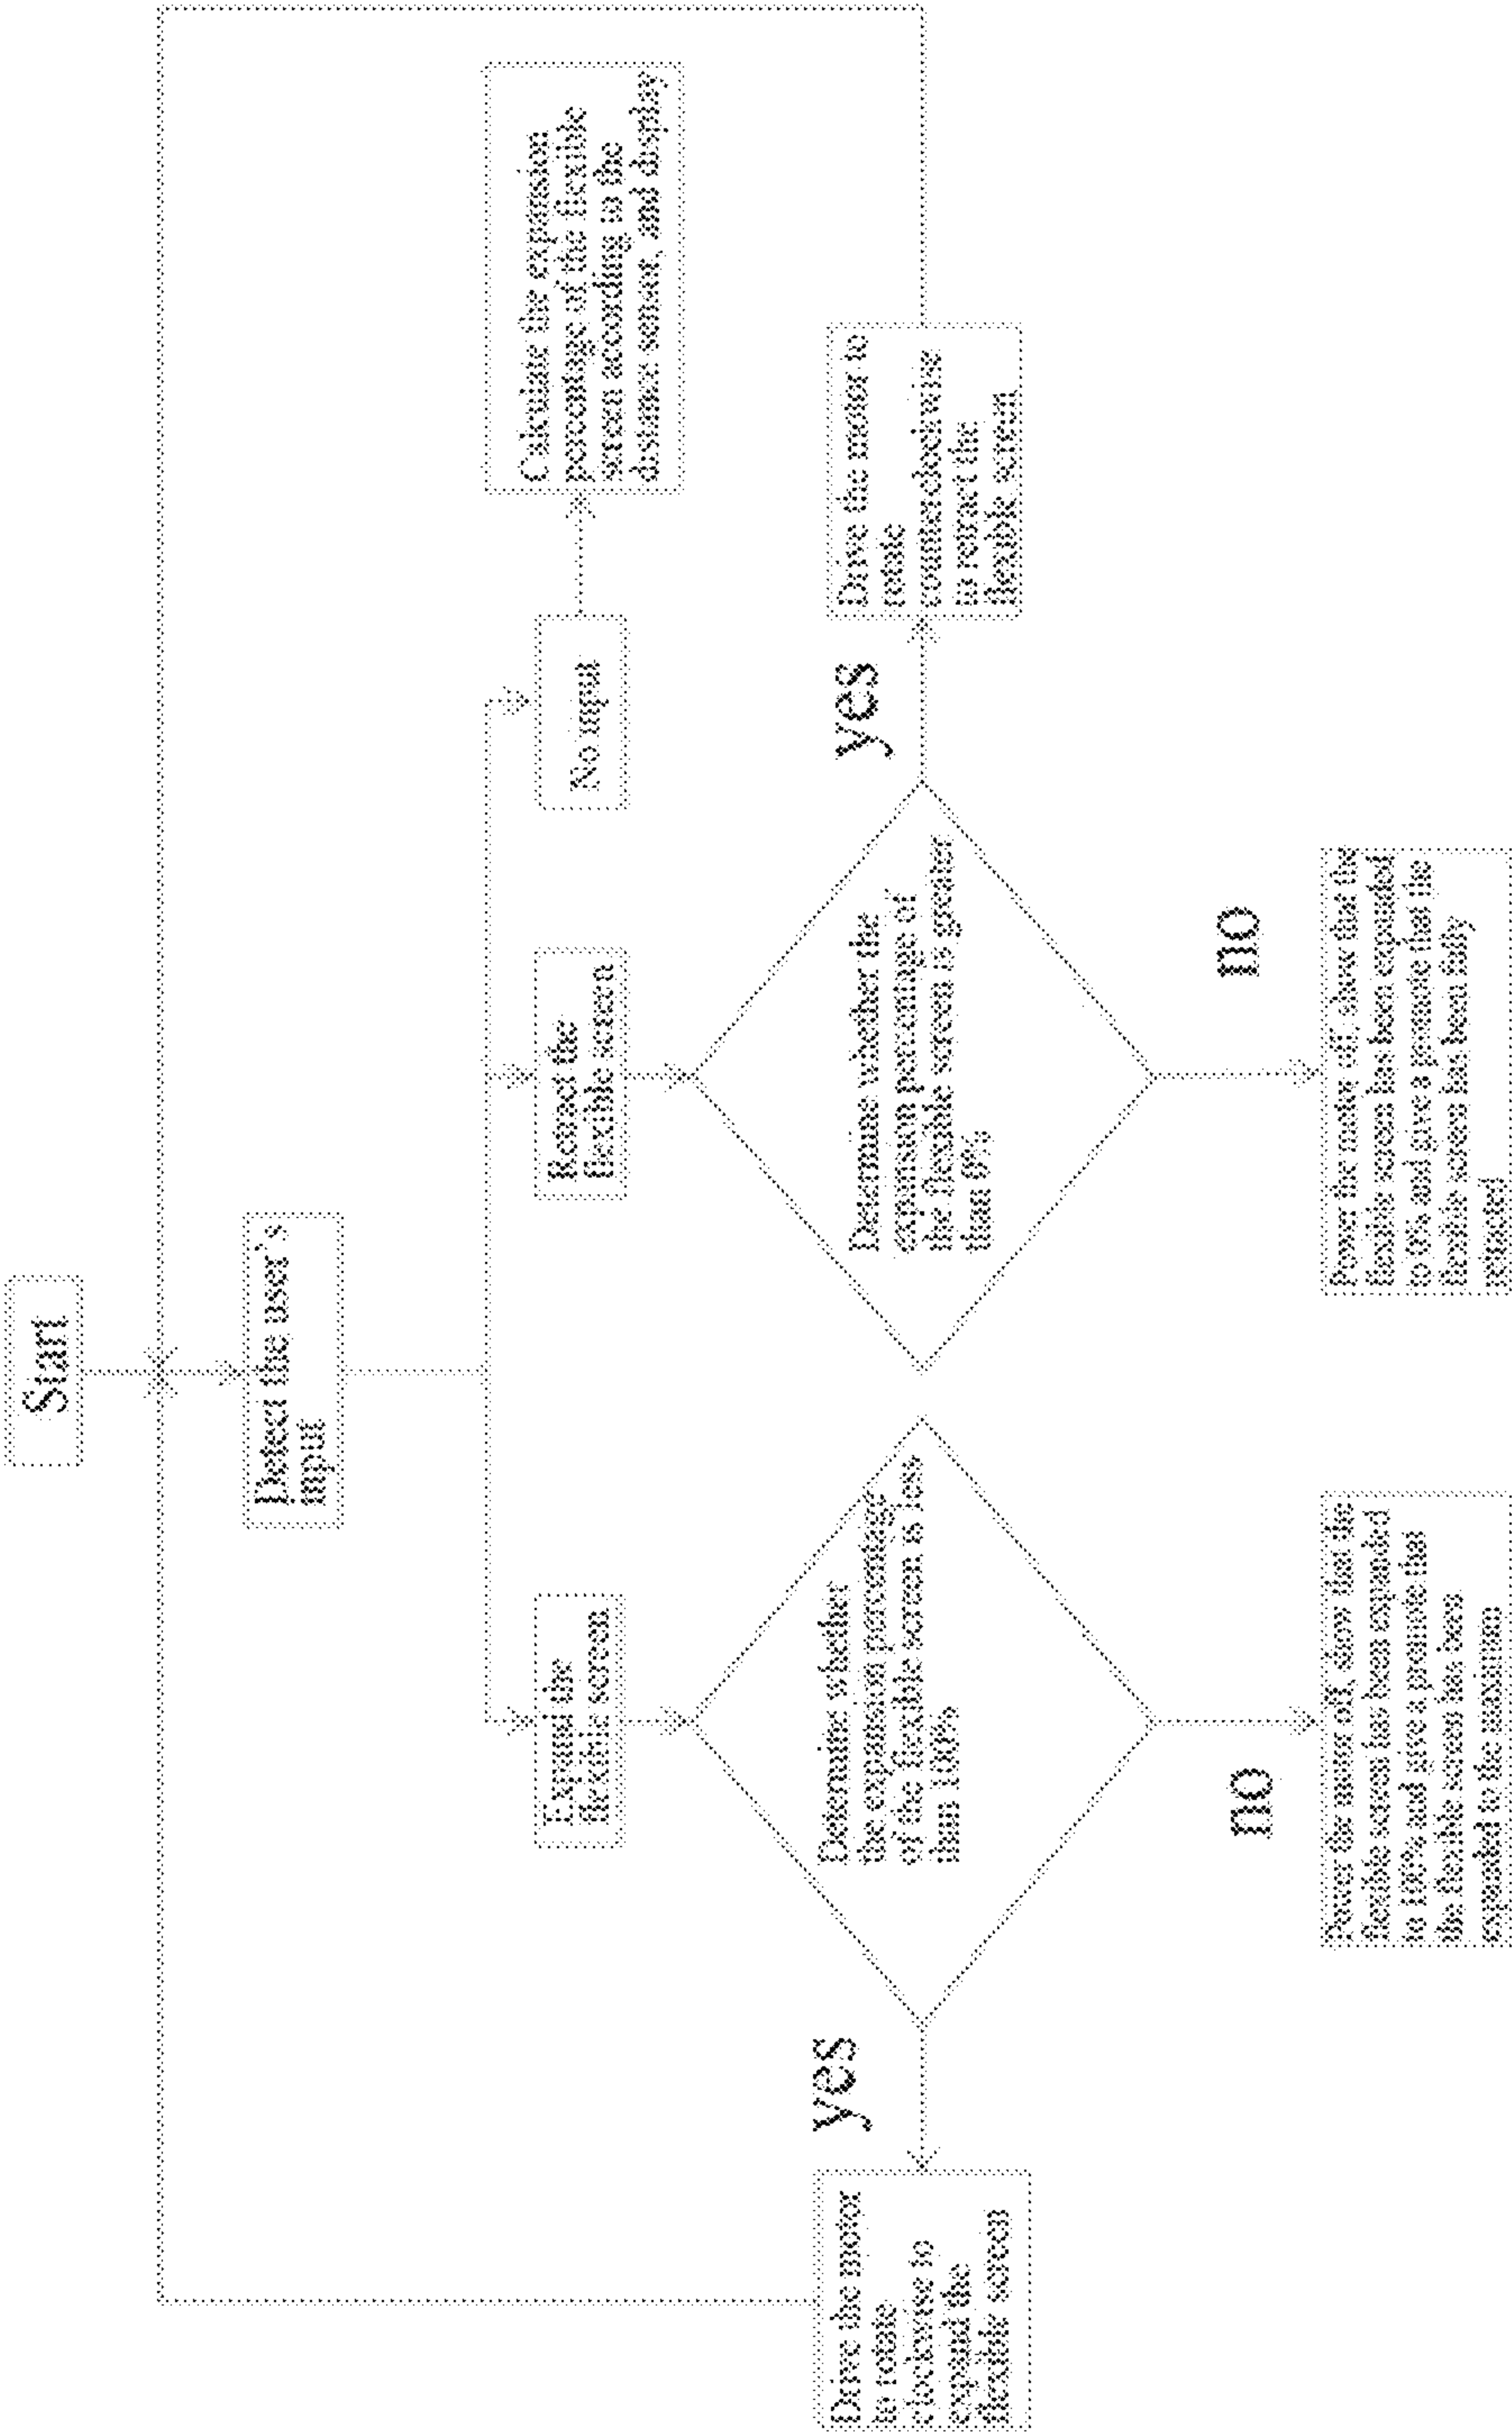 Start
Detect the user's
input
Expand the
flexible screen
Retract the
flexible screen
No input
Calculate the expansion
percentage of the flexible
screen according to the
distance sensor, and display
Determine whether
the expansion percentage
of the flexible screen is less
than 100%
Determine whether the
expansion percentage of
the flexible screen is greater
than 0%
yes
yes
Drive the motor
to rotate
clockwise to
expand the
flexible screen
Drive the motor to
rotate
counterclockwise
to retract the
flexible screen
no
no
Power the motor off, show that the
flexible screen has been expanded
to 100% and give a prompt that
the flexible screen has been
expanded to the maximum
Power the motor off, show that the
flexible screen has been expanded
to 0% and give a prompt that the
flexible screen has been fully
retracted